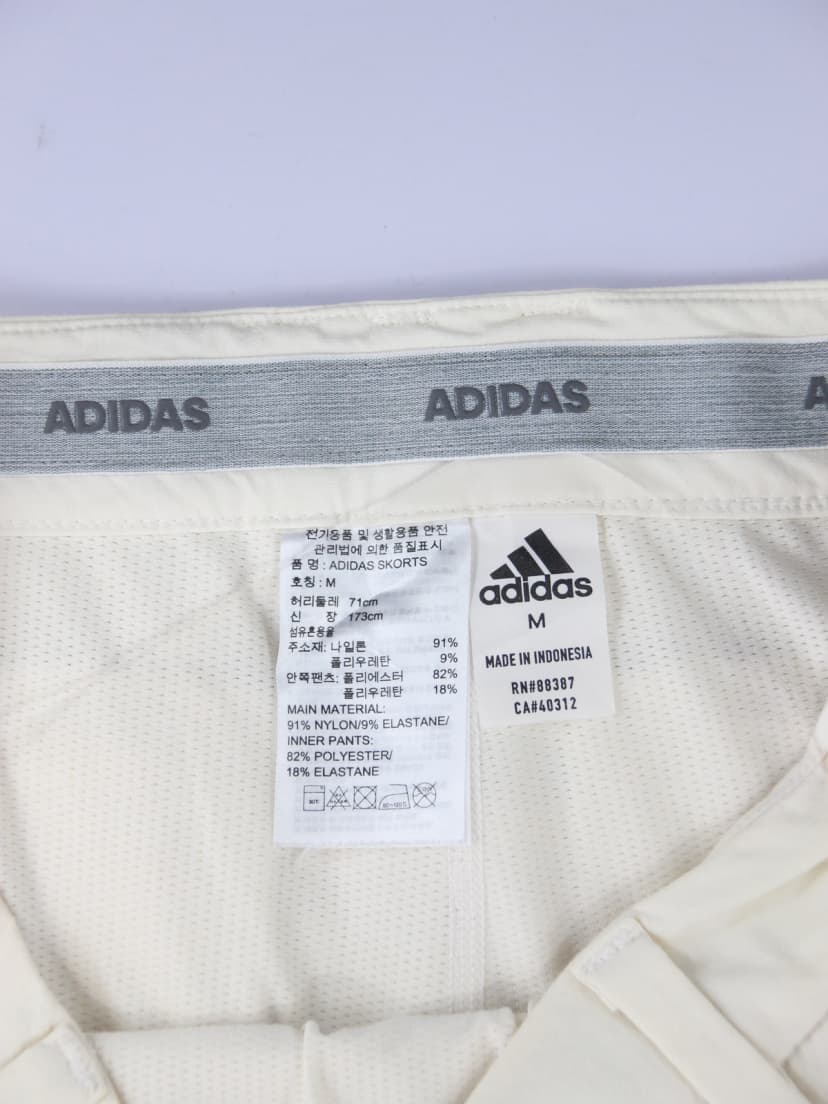 ADIDAS ADIDAS A
전기용품 및 생활용품 안전
관리법에 의한 품질표시
품 명 : ADIDAS SKORTS
호칭 : M
허리둘레 71cm
신 장 173cm
섬유혼용율
주소재: 나일론 91%
폴리우레탄 9%
안쪽팬츠: 폴리에스터 82%
폴리우레탄 18%
MAIN MATERIAL:
91% NYLON/9% ELASTANE/
INNER PANTS:
82% POLYESTER/
18% ELASTANE
adidas
M
MADE IN INDONESIA
RN#88387
CA#40312